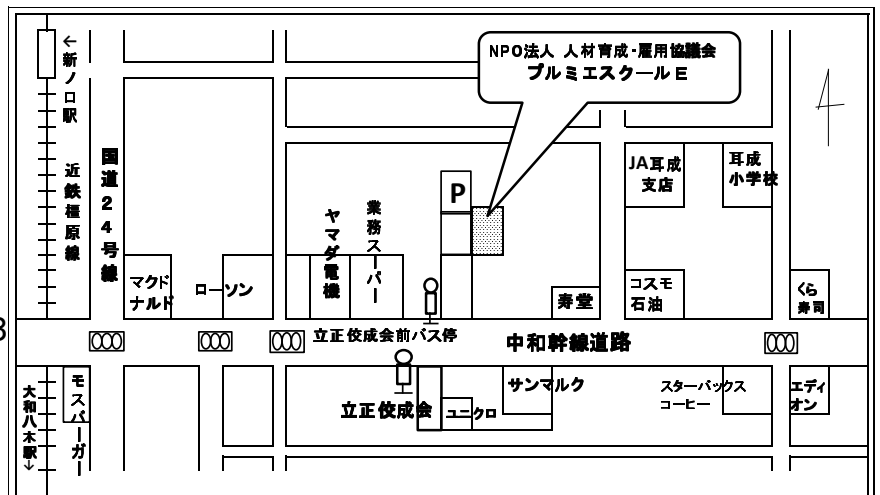 NPO法人 人材育成・雇用協議会
プルミエスクールE
←新ノ口駅
近鉄橿原線
国道24号線
P
JA耳成
支店
耳成
小学校
ヤマダ電機
業務スーパー
マクド
ナルド
ローソン
寿堂
コスモ
石油
くら
寿司
3
立正佼成会前バス停
中和幹線道路
大和八木駅→
モスバーガー
立正佼成会
ユニクロ
サンマルク
スターバックス
コーヒー
エディ
オン